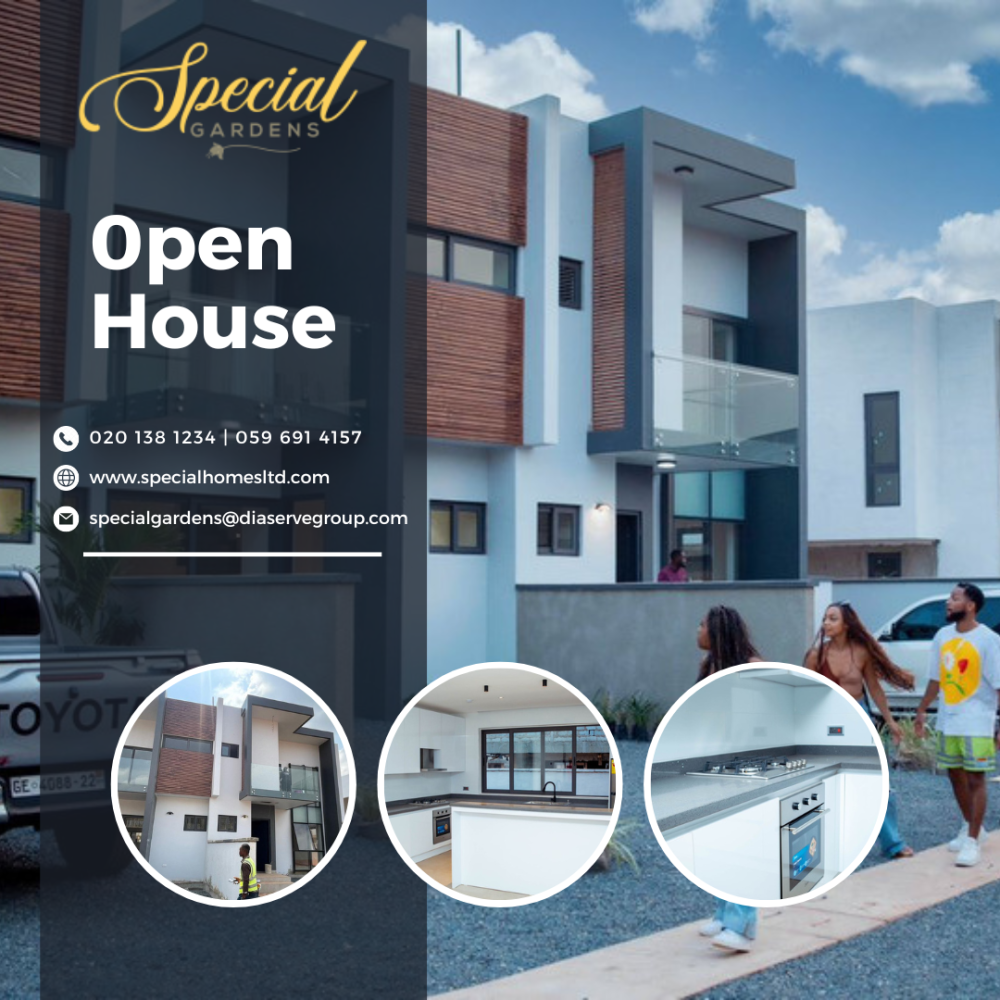 Special
GARDENS
Open
House
020 138 1234 | 059 691 4157
www.specialhomesltd.com
specialgardens@diaservegroup.com
TOYOTA
GE 4088-22